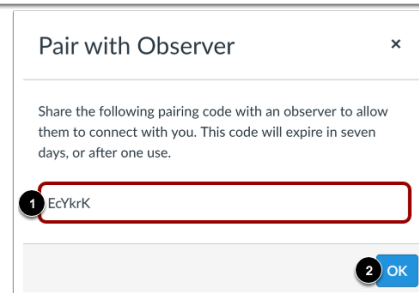 Pair with Observer ×
Share the following pairing code with an observer to allow
them to connect with you. This code will expire in seven
days, or after one use.
1 EcYkrK
2 OK